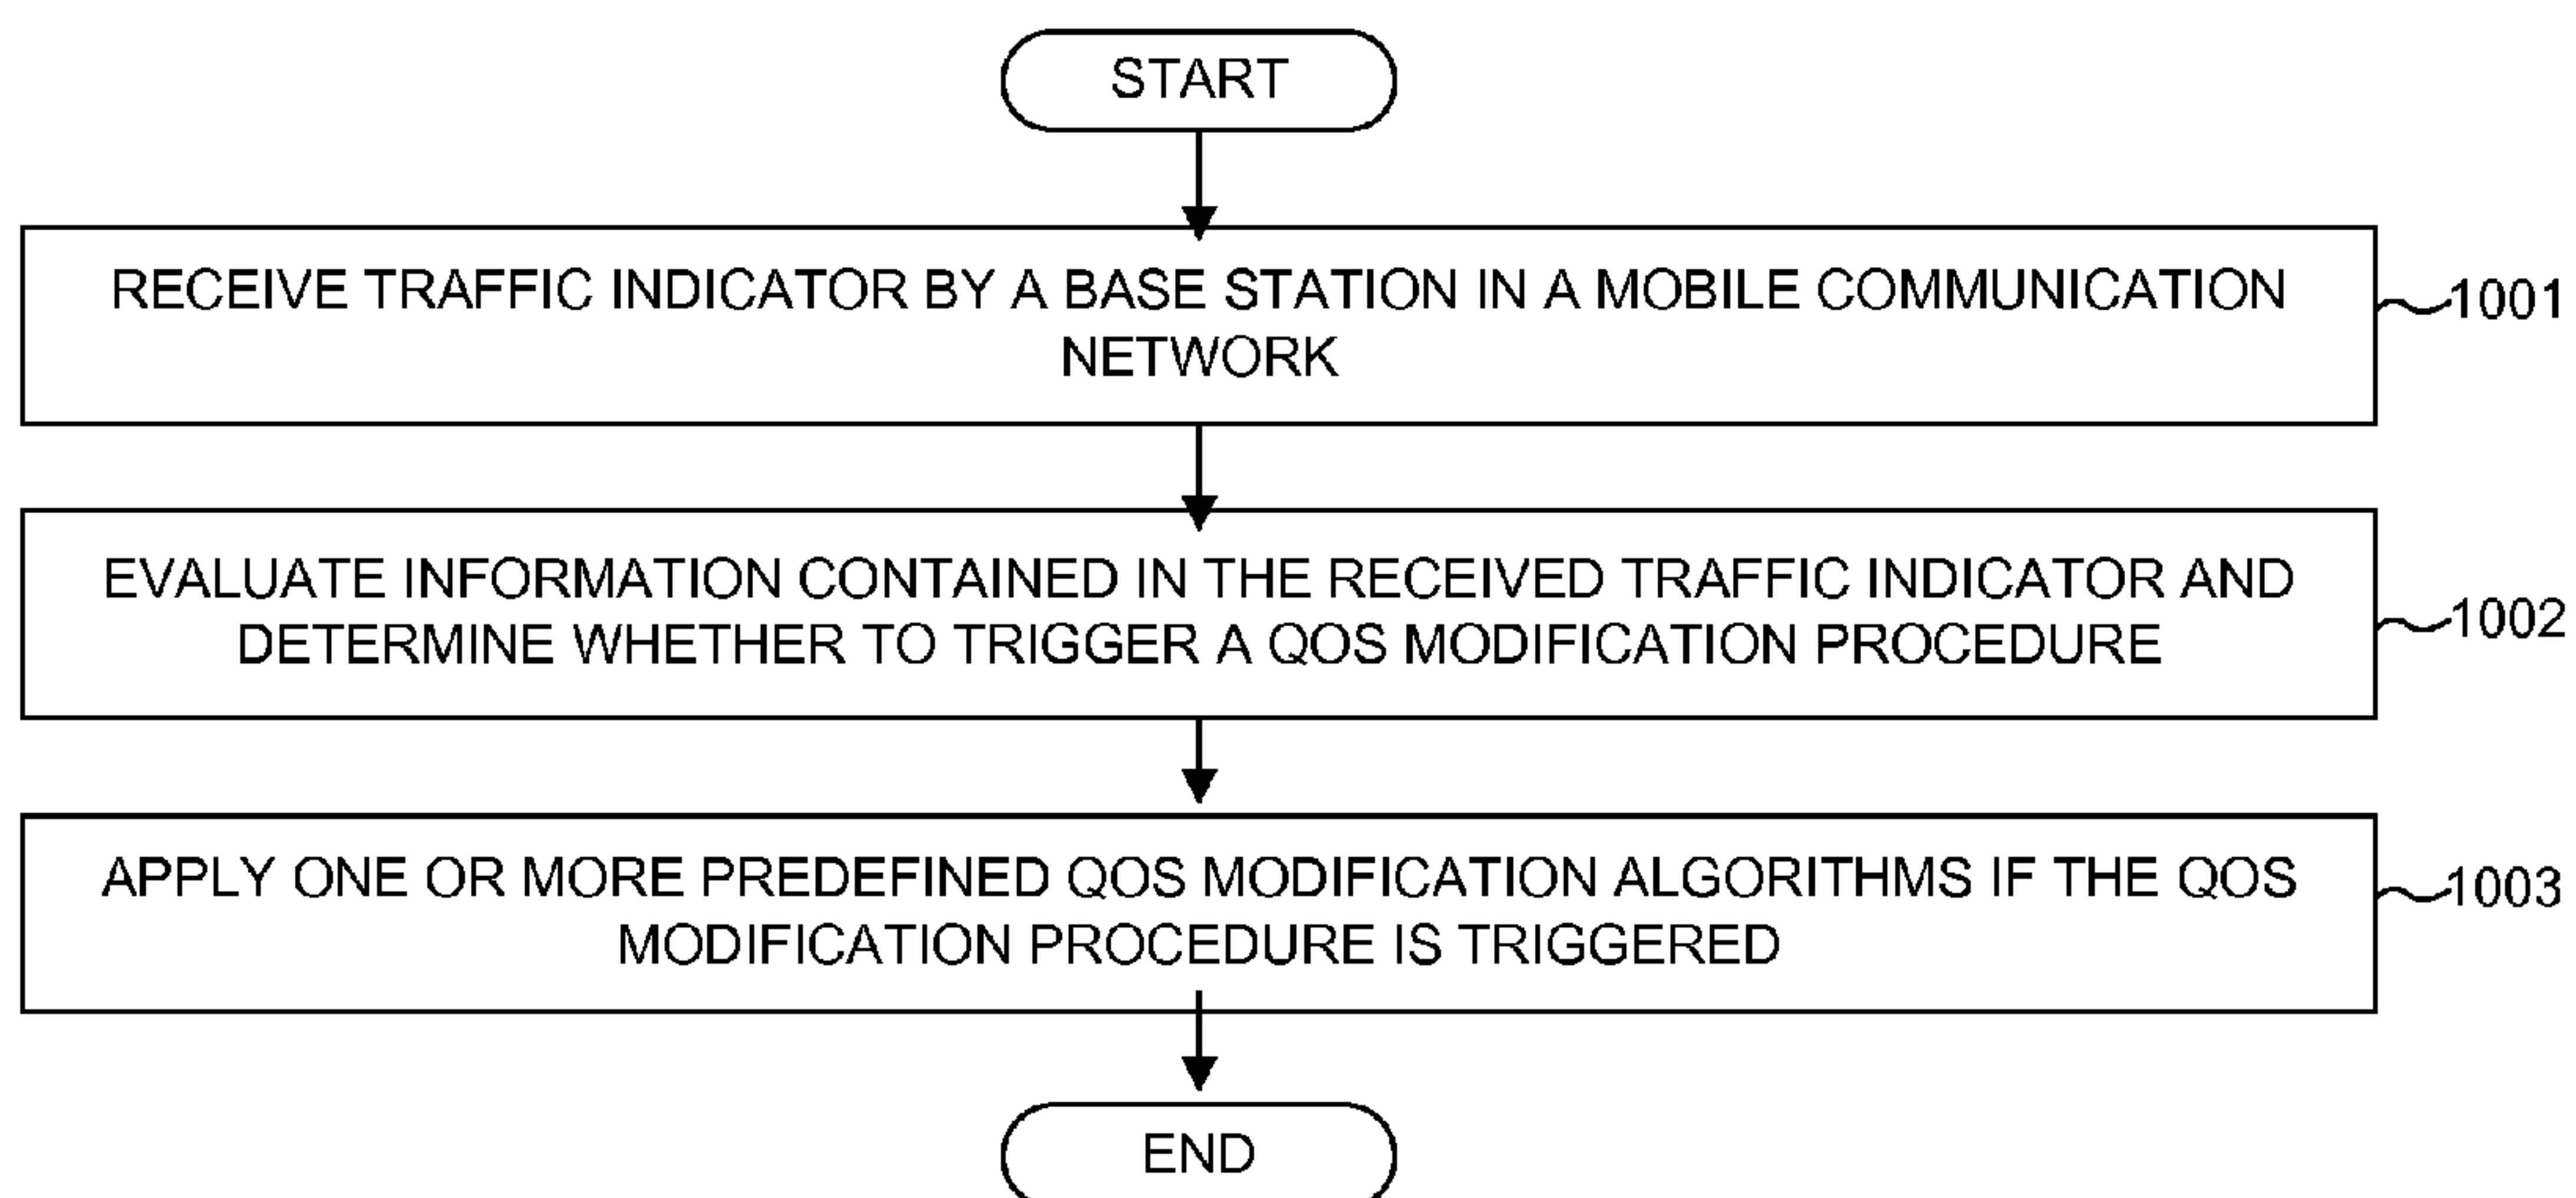 START
RECEIVE TRAFFIC INDICATOR BY A BASE STATION IN A MOBILE COMMUNICATION
NETWORK
1001
EVALUATE INFORMATION CONTAINED IN THE RECEIVED TRAFFIC INDICATOR AND
DETERMINE WHETHER TO TRIGGER A QOS MODIFICATION PROCEDURE
1002
APPLY ONE OR MORE PREDEFINED QOS MODIFICATION ALGORITHMS IF THE QOS
MODIFICATION PROCEDURE IS TRIGGERED
1003
END